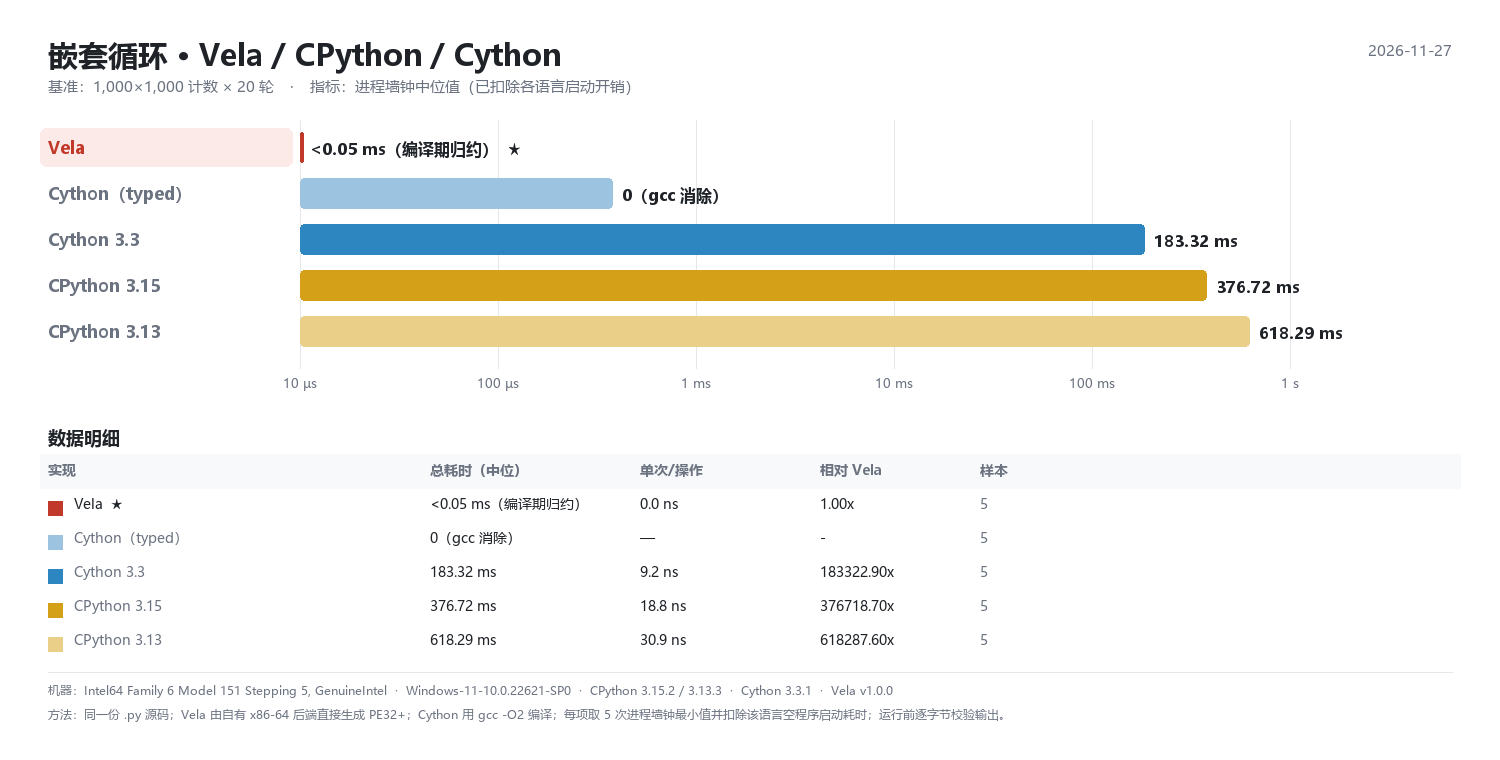 嵌套循环 • Vela / CPython / Cython
2026-11-27
基准：1,000×1,000 计数 × 20 轮 · 指标：进程墙钟中位值（已扣除各语言启动开销）
Vela <0.05 ms（编译期归约） ★
Cython（typed） 0（gcc 消除）
Cython 3.3 183.32 ms
CPython 3.15 376.72 ms
CPython 3.13 618.29 ms
10 µs 100 µs 1 ms 10 ms 100 ms 1 s
数据明细
实现 总耗时（中位） 单次/操作 相对 Vela 样本
Vela ★ <0.05 ms（编译期归约） 0.0 ns 1.00x 5
Cython（typed） 0（gcc 消除） — - 5
Cython 3.3 183.32 ms 9.2 ns 183322.90x 5
CPython 3.15 376.72 ms 18.8 ns 376718.70x 5
CPython 3.13 618.29 ms 30.9 ns 618287.60x 5
机器：Intel64 Family 6 Model 151 Stepping 5, GenuineIntel · Windows-11-10.0.22621-SP0 · CPython 3.15.2 / 3.13.3 · Cython 3.3.1 · Vela v1.0.0
方法：同一份 .py 源码；Vela 由自有 x86-64 后端直接生成 PE32+；Cython 用 gcc -O2 编译；每项取 5 次进程墙钟最小值并扣除该语言空程序启动耗时；运行前逐字节校验输出。